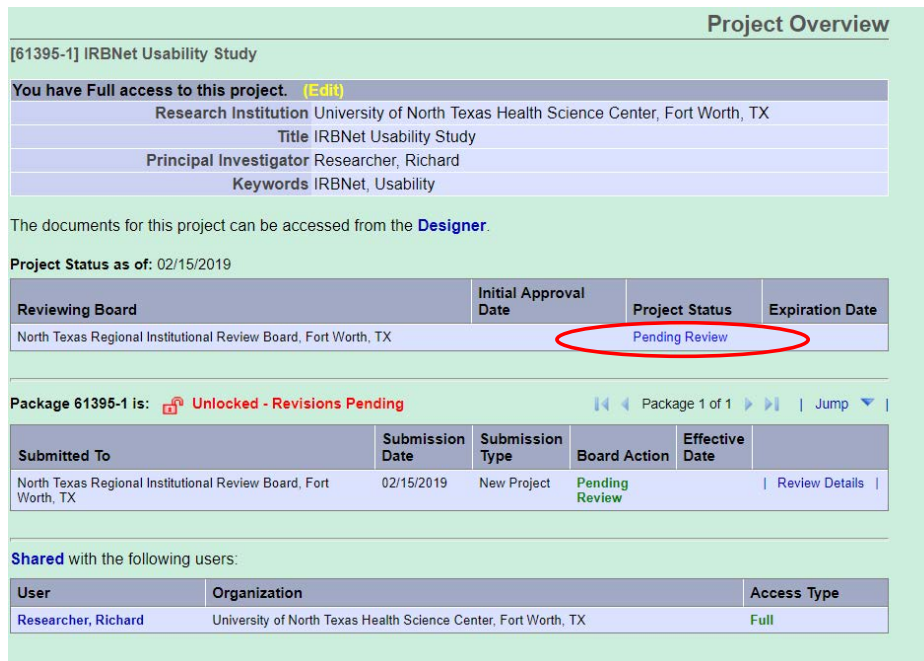 Project Overview
[61395-1] IRBNet Usability Study
You have Full access to this project. (Edit)
Research Institution University of North Texas Health Science Center, Fort Worth, TX
Title IRBNet Usability Study
Principal Investigator Researcher, Richard
Keywords IRBNet, Usability
The documents for this project can be accessed from the Designer.
Project Status as of: 02/15/2019
Reviewing Board Initial Approval Date Project Status Expiration Date
North Texas Regional Institutional Review Board, Fort Worth, TX Pending Review
Package 61395-1 is: Unlocked - Revisions Pending Package 1 of 1 | Jump |
Submitted To Submission Date Submission Type Board Action Effective Date
North Texas Regional Institutional Review Board, Fort Worth, TX 02/15/2019 New Project Pending Review | Review Details |
Shared with the following users:
User Organization Access Type
Researcher, Richard University of North Texas Health Science Center, Fort Worth, TX Full